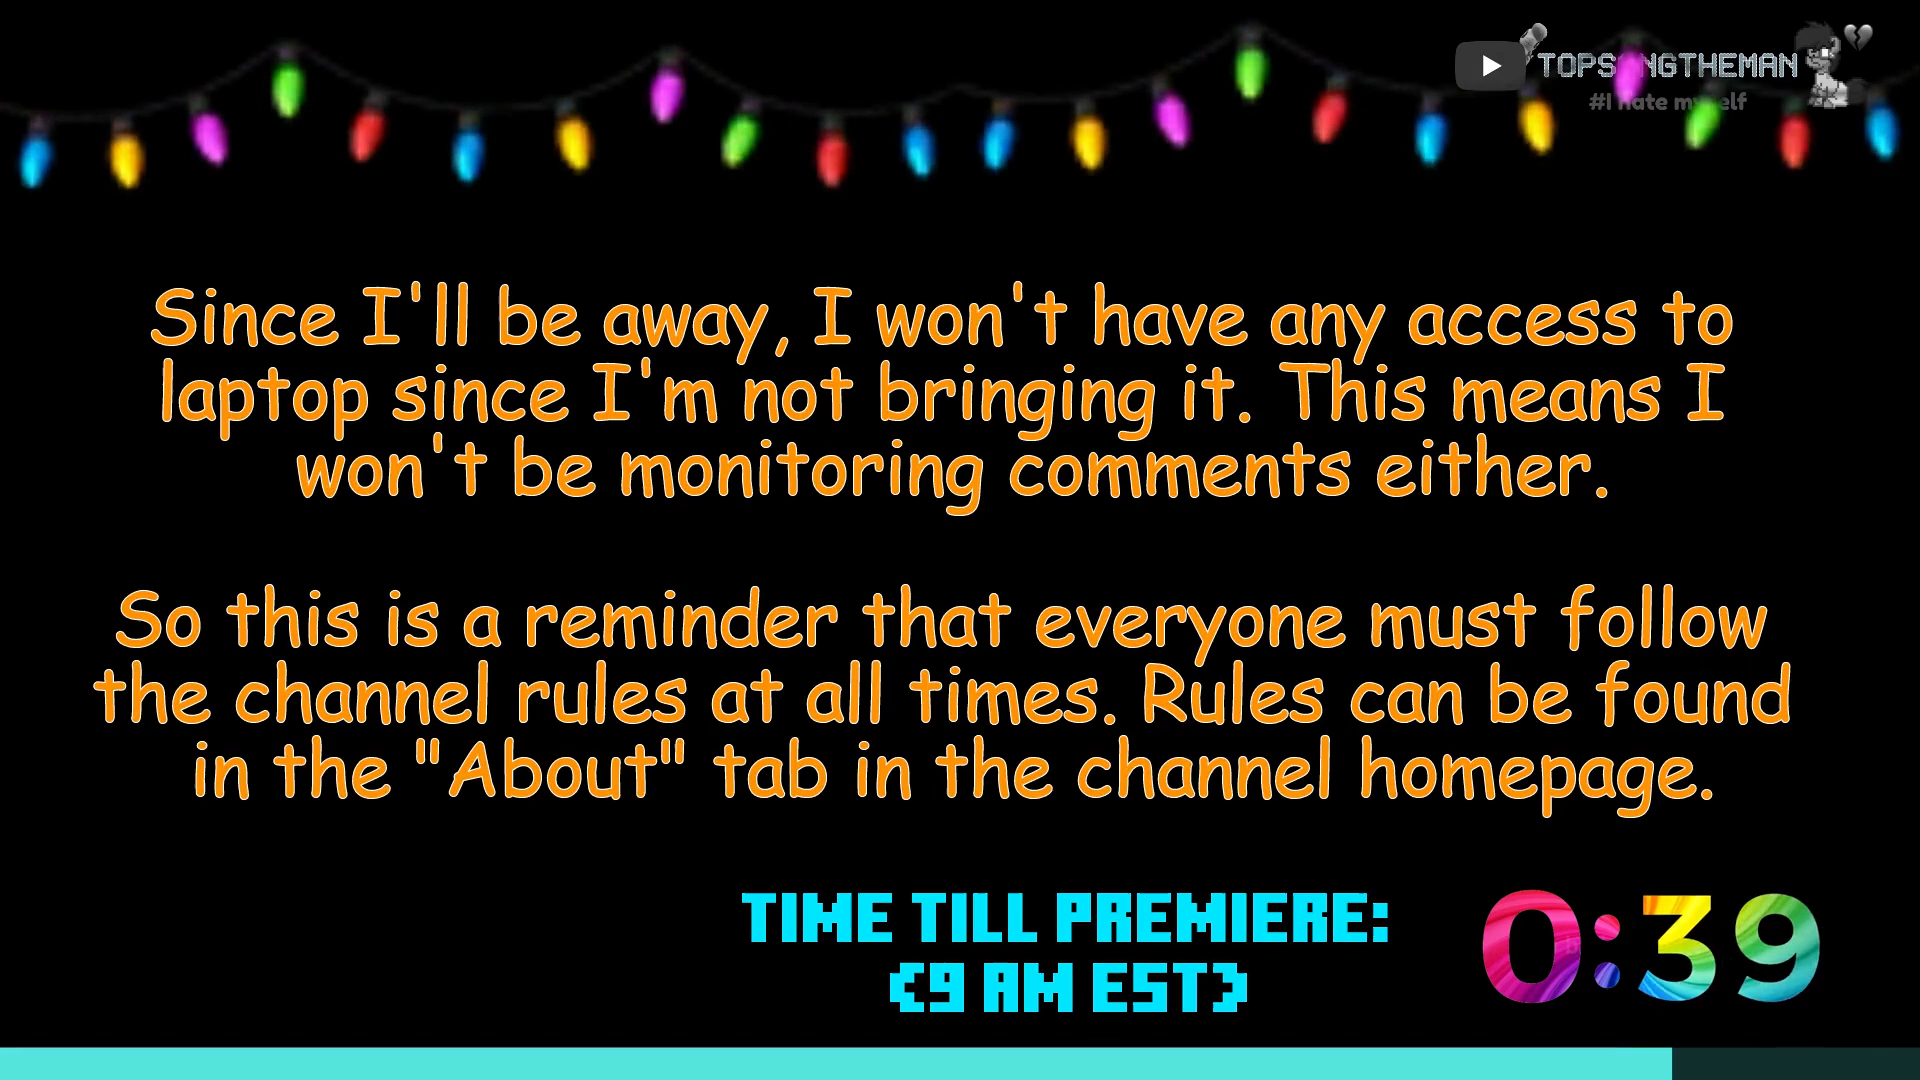 TOPSONGTHEMAN
#I hate myself
Since I'll be away, I won't have any access to
laptop since I'm not bringing it. This means I
won't be monitoring comments either.
So this is a reminder that everyone must follow
the channel rules at all times. Rules can be found
in the "About" tab in the channel homepage.
TIME TILL PREMIERE:
(9 AM EST)
0:39